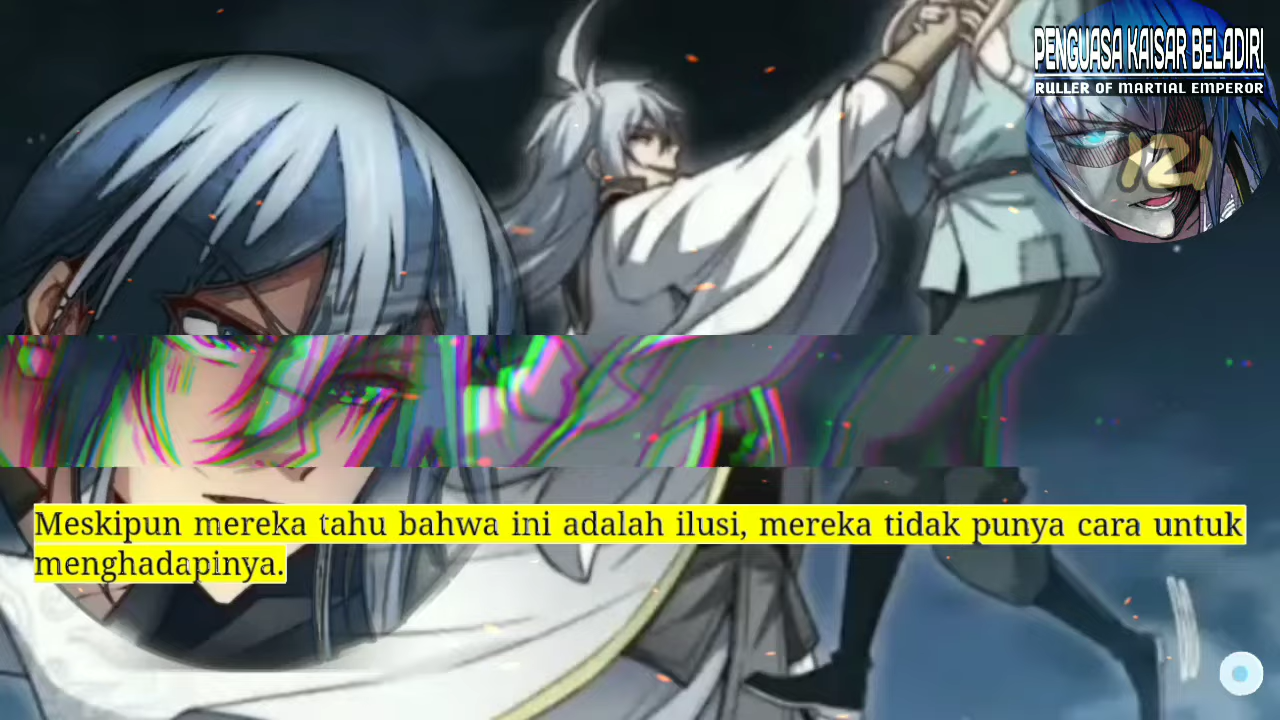 PENGUASA KAISAR BELADIRI
RULLER OF MARTIAL EMPEROR
121
Meskipun mereka tahu bahwa ini adalah ilusi, mereka tidak punya cara untuk
menghadapinya.